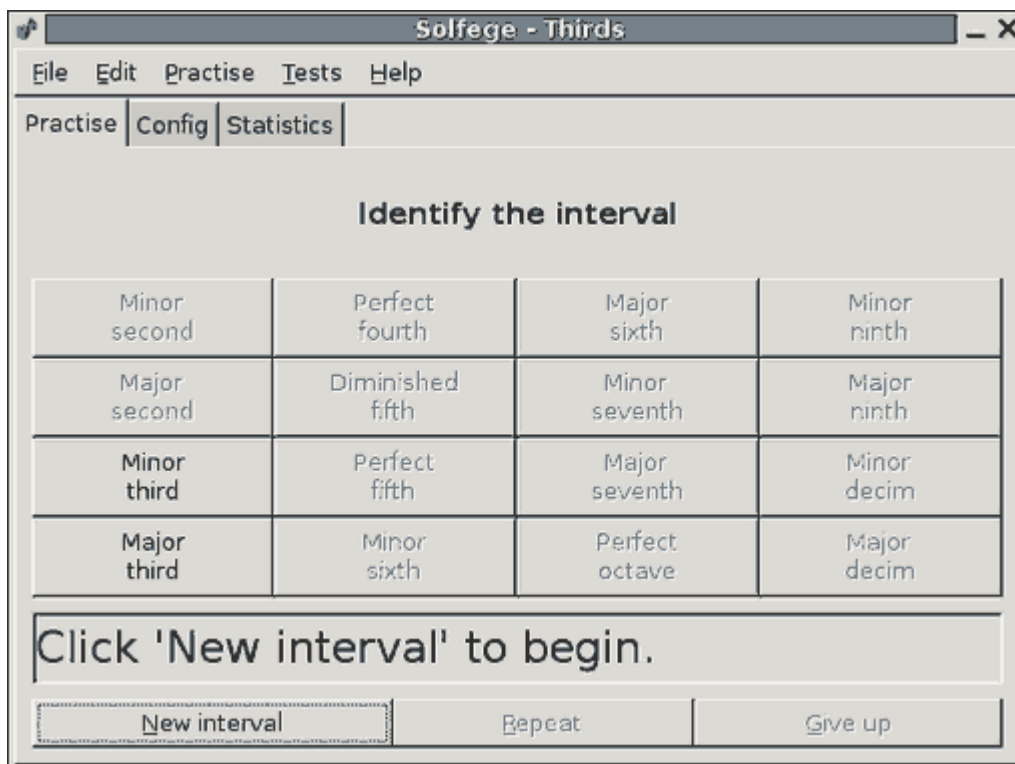 Solfege - Thirds
File Edit Practise Tests Help
Practise Config Statistics
Identify the interval
Minor second Perfect fourth Major sixth Minor ninth
Major second Diminished fifth Minor seventh Major ninth
Minor third Perfect fifth Major seventh Minor decim
Major third Minor sixth Perfect octave Major decim
Click 'New interval' to begin.
New interval Repeat Give up